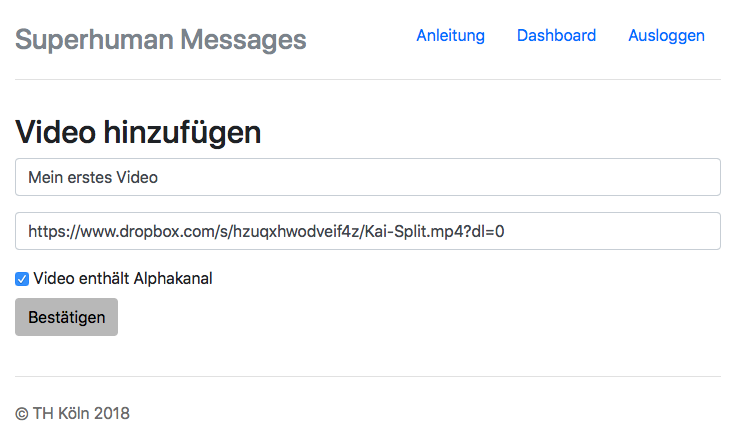 Superhuman Messages
Anleitung Dashboard Ausloggen
Video hinzufügen
Mein erstes Video
https://www.dropbox.com/s/hzuqxhwodveif4z/Kai-Split.mp4?dl=0
Video enthält Alphakanal
Bestätigen
© TH Köln 2018